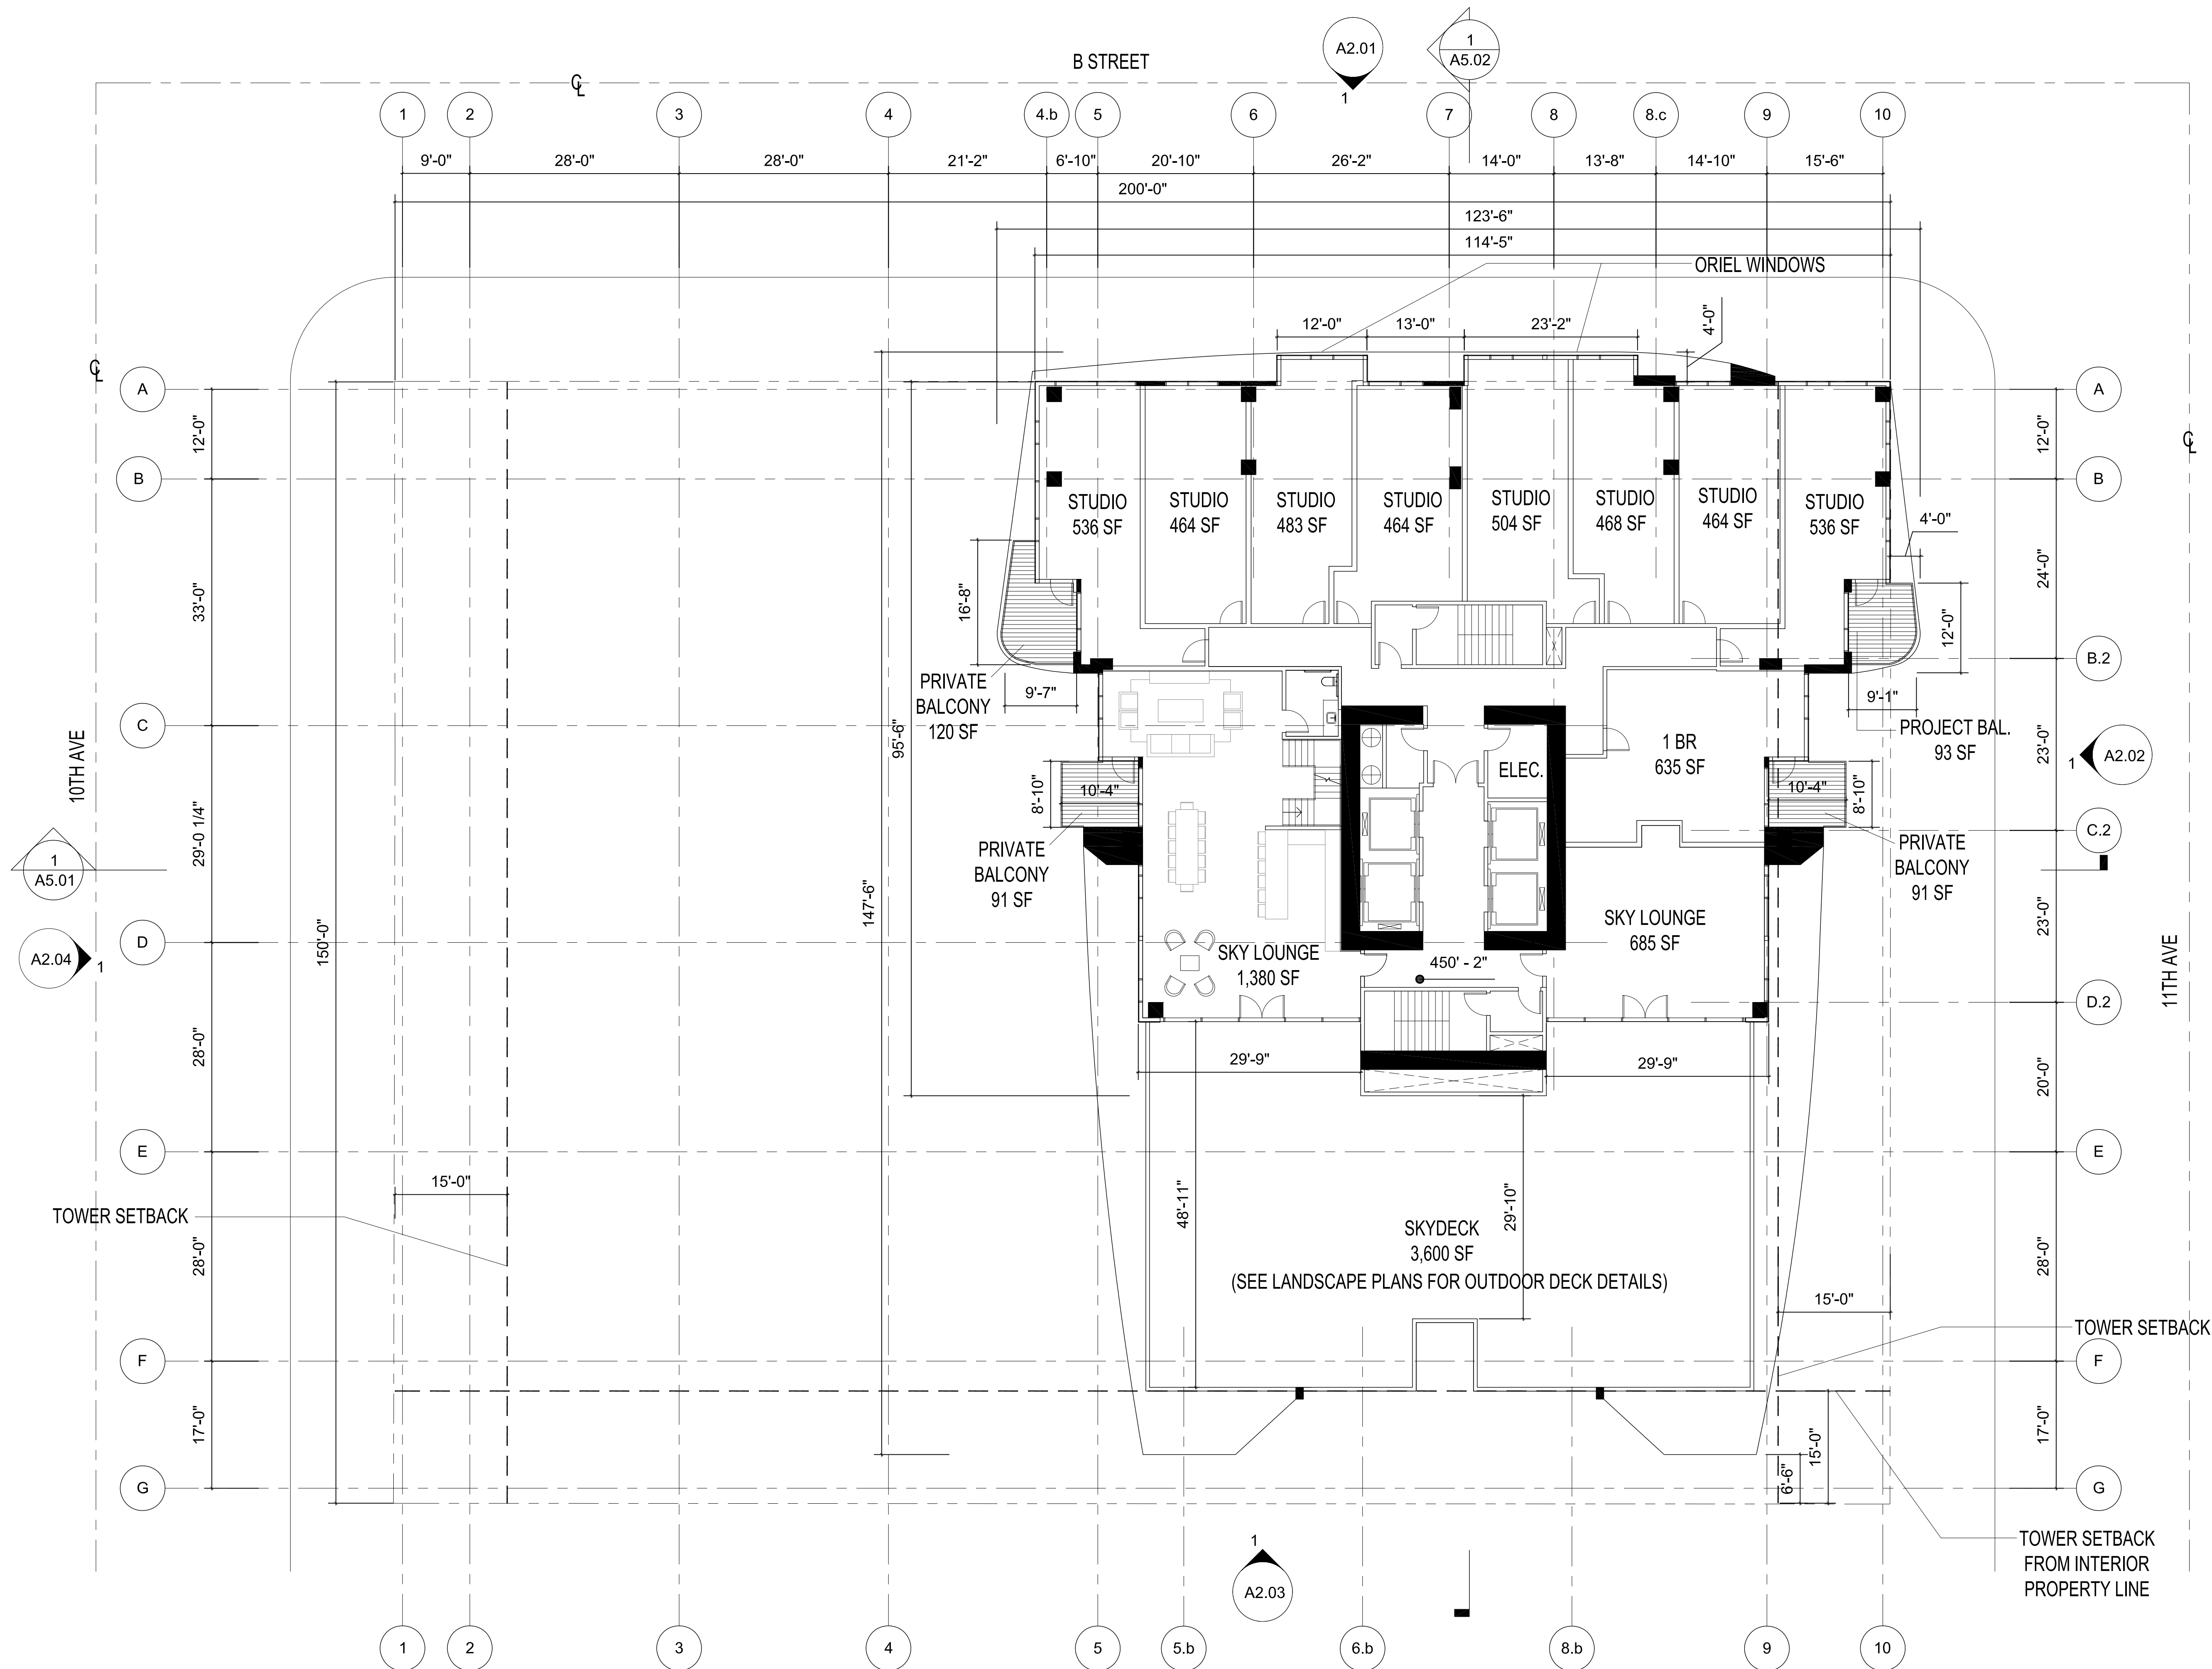 B STREET
A2.01
1
1
A5.02
℄
1
2
3
4
4.b
5
6
7
8
8.c
9
10
9'-0"
28'-0"
28'-0"
21'-2"
6'-10"
20'-10"
26'-2"
14'-0"
13'-8"
14'-10"
15'-6"
200'-0"
123'-6"
114'-5"
ORIEL WINDOWS
12'-0"
13'-0"
23'-2"
4'-0"
℄
A
A
12'-0"
12'-0"
℄
B
B
STUDIO
536 SF
STUDIO
464 SF
STUDIO
483 SF
STUDIO
464 SF
STUDIO
504 SF
STUDIO
468 SF
STUDIO
464 SF
STUDIO
536 SF
4'-0"
33'-0"
24'-0"
16'-8"
12'-0"
B.2
PRIVATE
BALCONY
120 SF
9'-7"
9'-1"
PROJECT BAL.
93 SF
C
10TH AVE
95'-6"
1 BR
635 SF
ELEC.
23'-0"
1
A2.02
8'-10"
10'-4"
10'-4"
8'-10"
29'-0 1/4"
C.2
PRIVATE
BALCONY
91 SF
PRIVATE
BALCONY
91 SF
1
A5.01
147'-6"
150'-0"
SKY LOUNGE
685 SF
23'-0"
D
A2.04
1
SKY LOUNGE
1,380 SF
450' - 2"
11TH AVE
D.2
28'-0"
29'-9"
29'-9"
20'-0"
E
E
15'-0"
TOWER SETBACK
48'-11"
29'-10"
SKYDECK
3,600 SF
(SEE LANDSCAPE PLANS FOR OUTDOOR DECK DETAILS)
28'-0"
28'-0"
15'-0"
TOWER SETBACK
F
F
17'-0"
17'-0"
15'-0"
6'-6"
G
G
TOWER SETBACK
FROM INTERIOR
PROPERTY LINE
1
A2.03
1
2
3
4
5
5.b
6.b
8.b
9
10